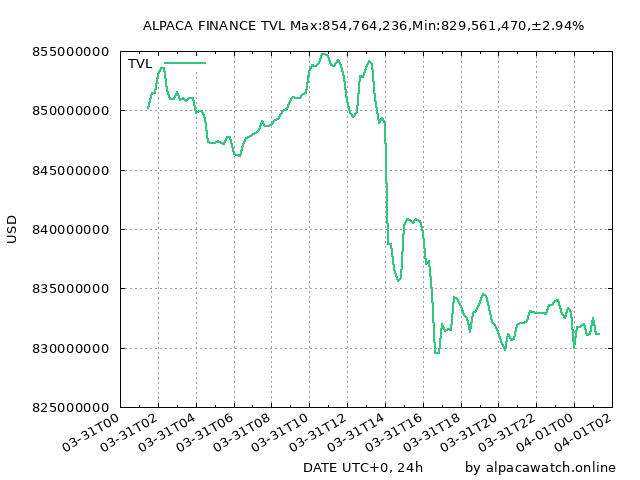 ALPACA FINANCE TVL Max:854,764,236,Min:829,561,470,±2.94%
TVL
855000000
850000000
845000000
840000000
835000000
830000000
825000000
USD
03-31T00
03-31T02
03-31T04
03-31T06
03-31T08
03-31T10
03-31T12
03-31T14
03-31T16
03-31T18
03-31T20
03-31T22
04-01T00
04-01T02
DATE UTC+0, 24h
by alpacawatch.online